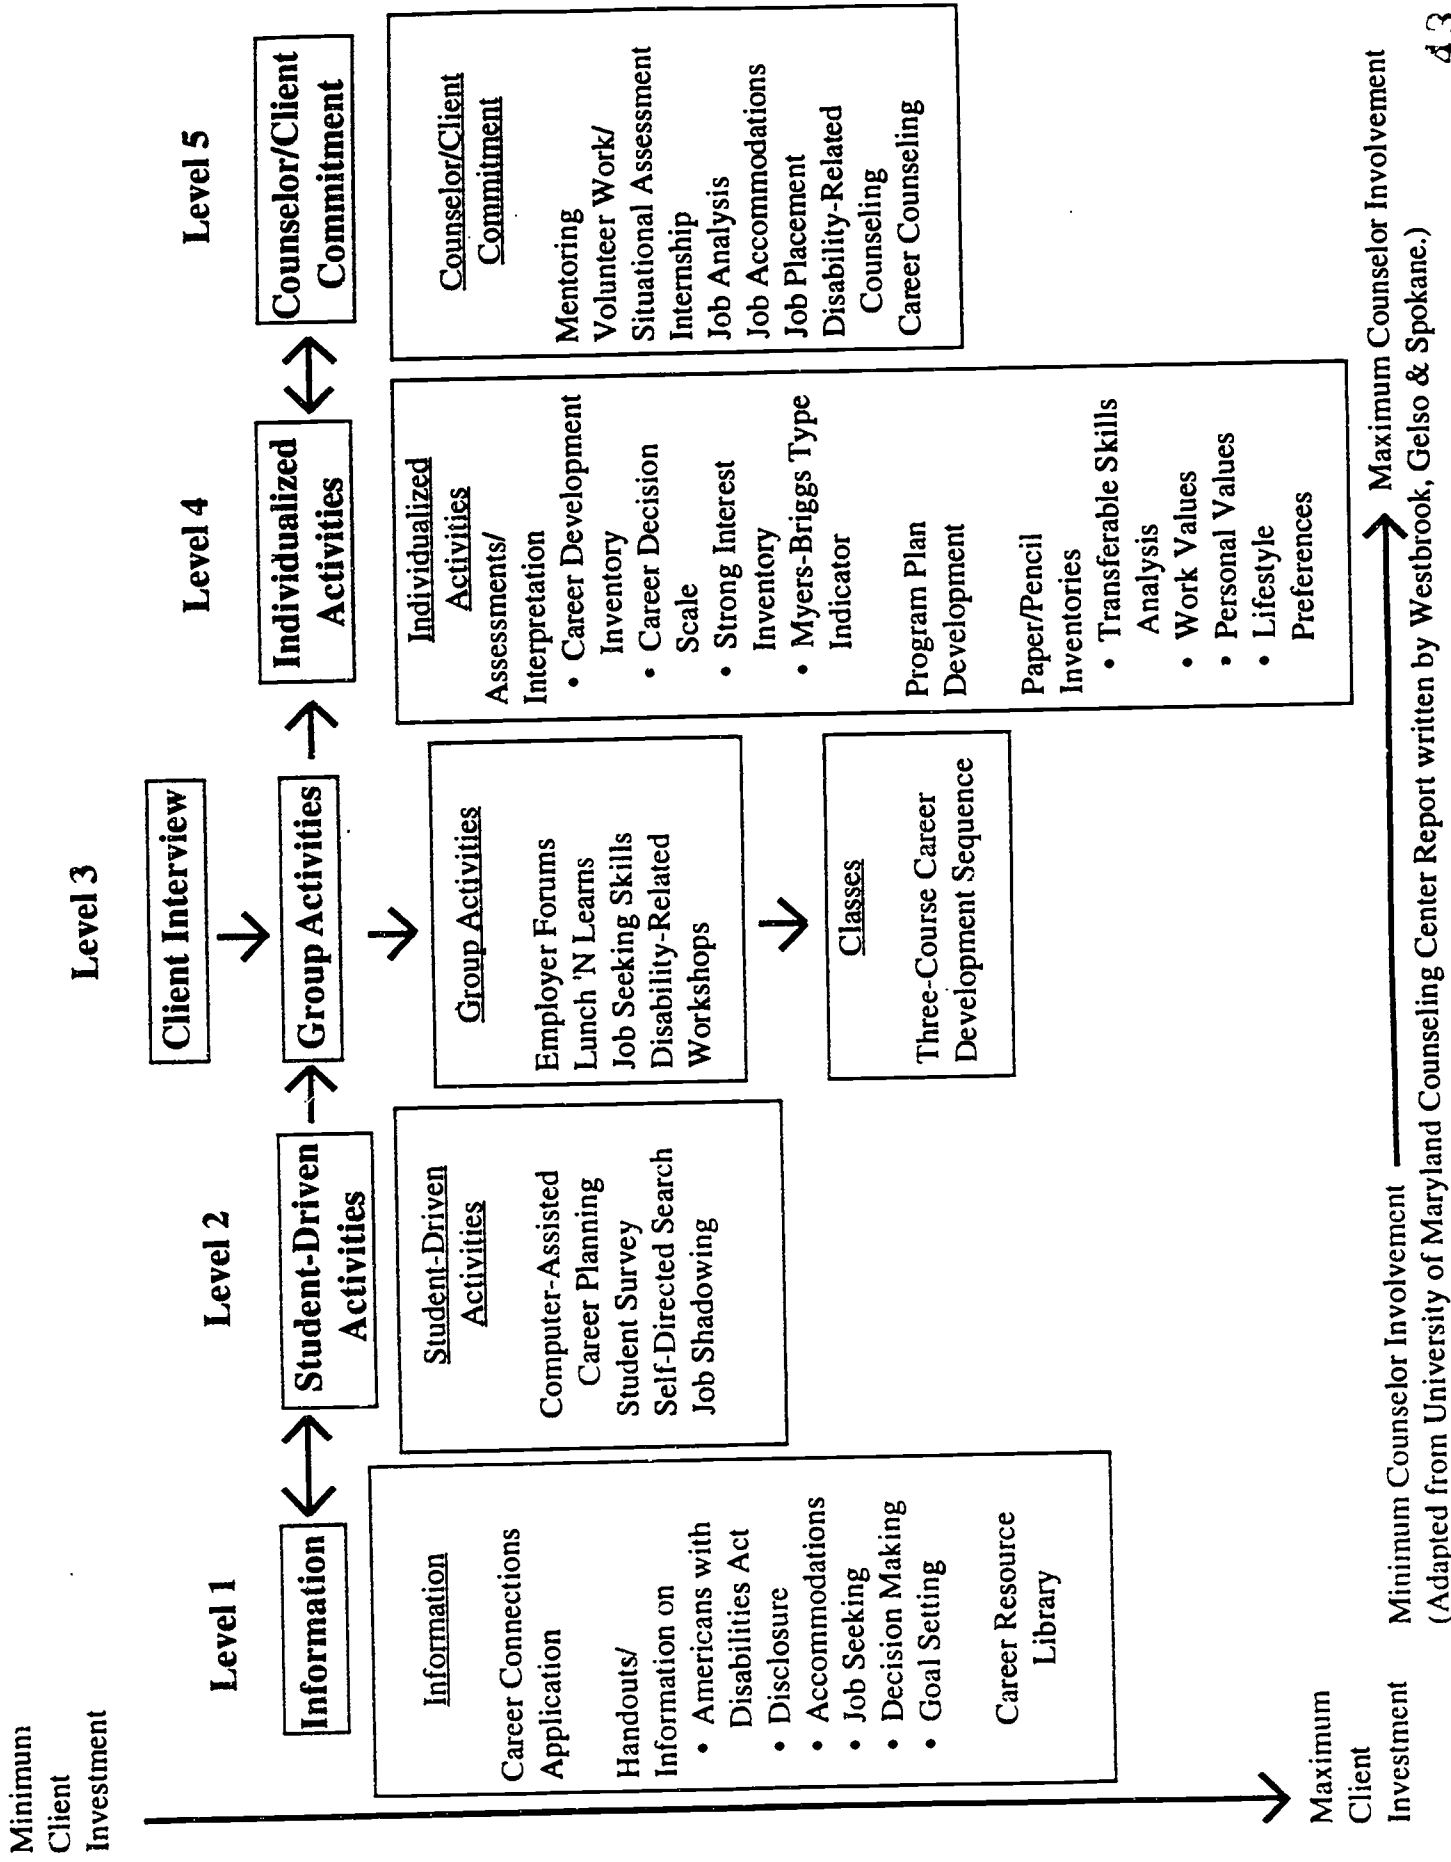 Minimum
Client
Investment
Level 1
Level 2
Level 3
Level 4
Level 5
Client Interview
Information
Student-Driven
Activities
Group Activities
Individualized
Activities
Counselor/Client
Commitment
Information
Career Connections
Application
Handouts/
Information on
• Americans with
Disabilities Act
• Disclosure
• Accommodations
• Job Seeking
• Decision Making
• Goal Setting
Career Resource
Library
Student-Driven
Activities
Computer-Assisted
Career Planning
Student Survey
Self-Directed Search
Job Shadowing
Group Activities
Employer Forums
Lunch 'N Learns
Job Seeking Skills
Disability-Related
Workshops
Classes
Three-Course Career
Development Sequence
Individualized
Activities
Assessments/
Interpretation
• Career Development
Inventory
• Career Decision
Scale
• Strong Interest
Inventory
• Myers-Briggs Type
Indicator
Program Plan
Development
Paper/Pencil
Inventories
• Transferable Skills
Analysis
• Work Values
• Personal Values
• Lifestyle
Preferences
Counselor/Client
Commitment
Mentoring
Volunteer Work/
Situational Assessment
Internship
Job Analysis
Job Accommodations
Job Placement
Disability-Related
Counseling
Career Counseling
Maximum
Client
Investment
Minimum Counselor Involvement
Maximum Counselor Involvement
(Adapted from University of Maryland Counseling Center Report written by Westbrook, Gelso & Spokane.)
43